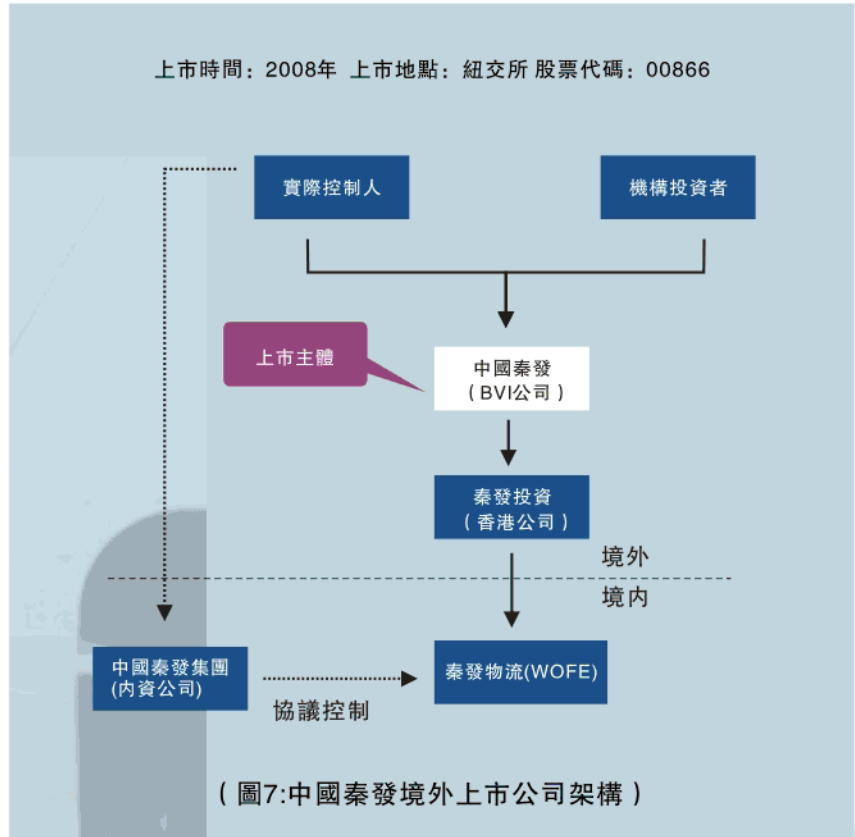 上市時間：2008年 上市地點：紐交所 股票代碼：00866
實際控制人
機構投資者
上市主體
中國秦發
（BVI公司）
秦發投資
（香港公司）
境外
境内
中國秦發集團
(内資公司)
協議控制
秦發物流(WOFE)
（圖7:中國秦發境外上市公司架構）